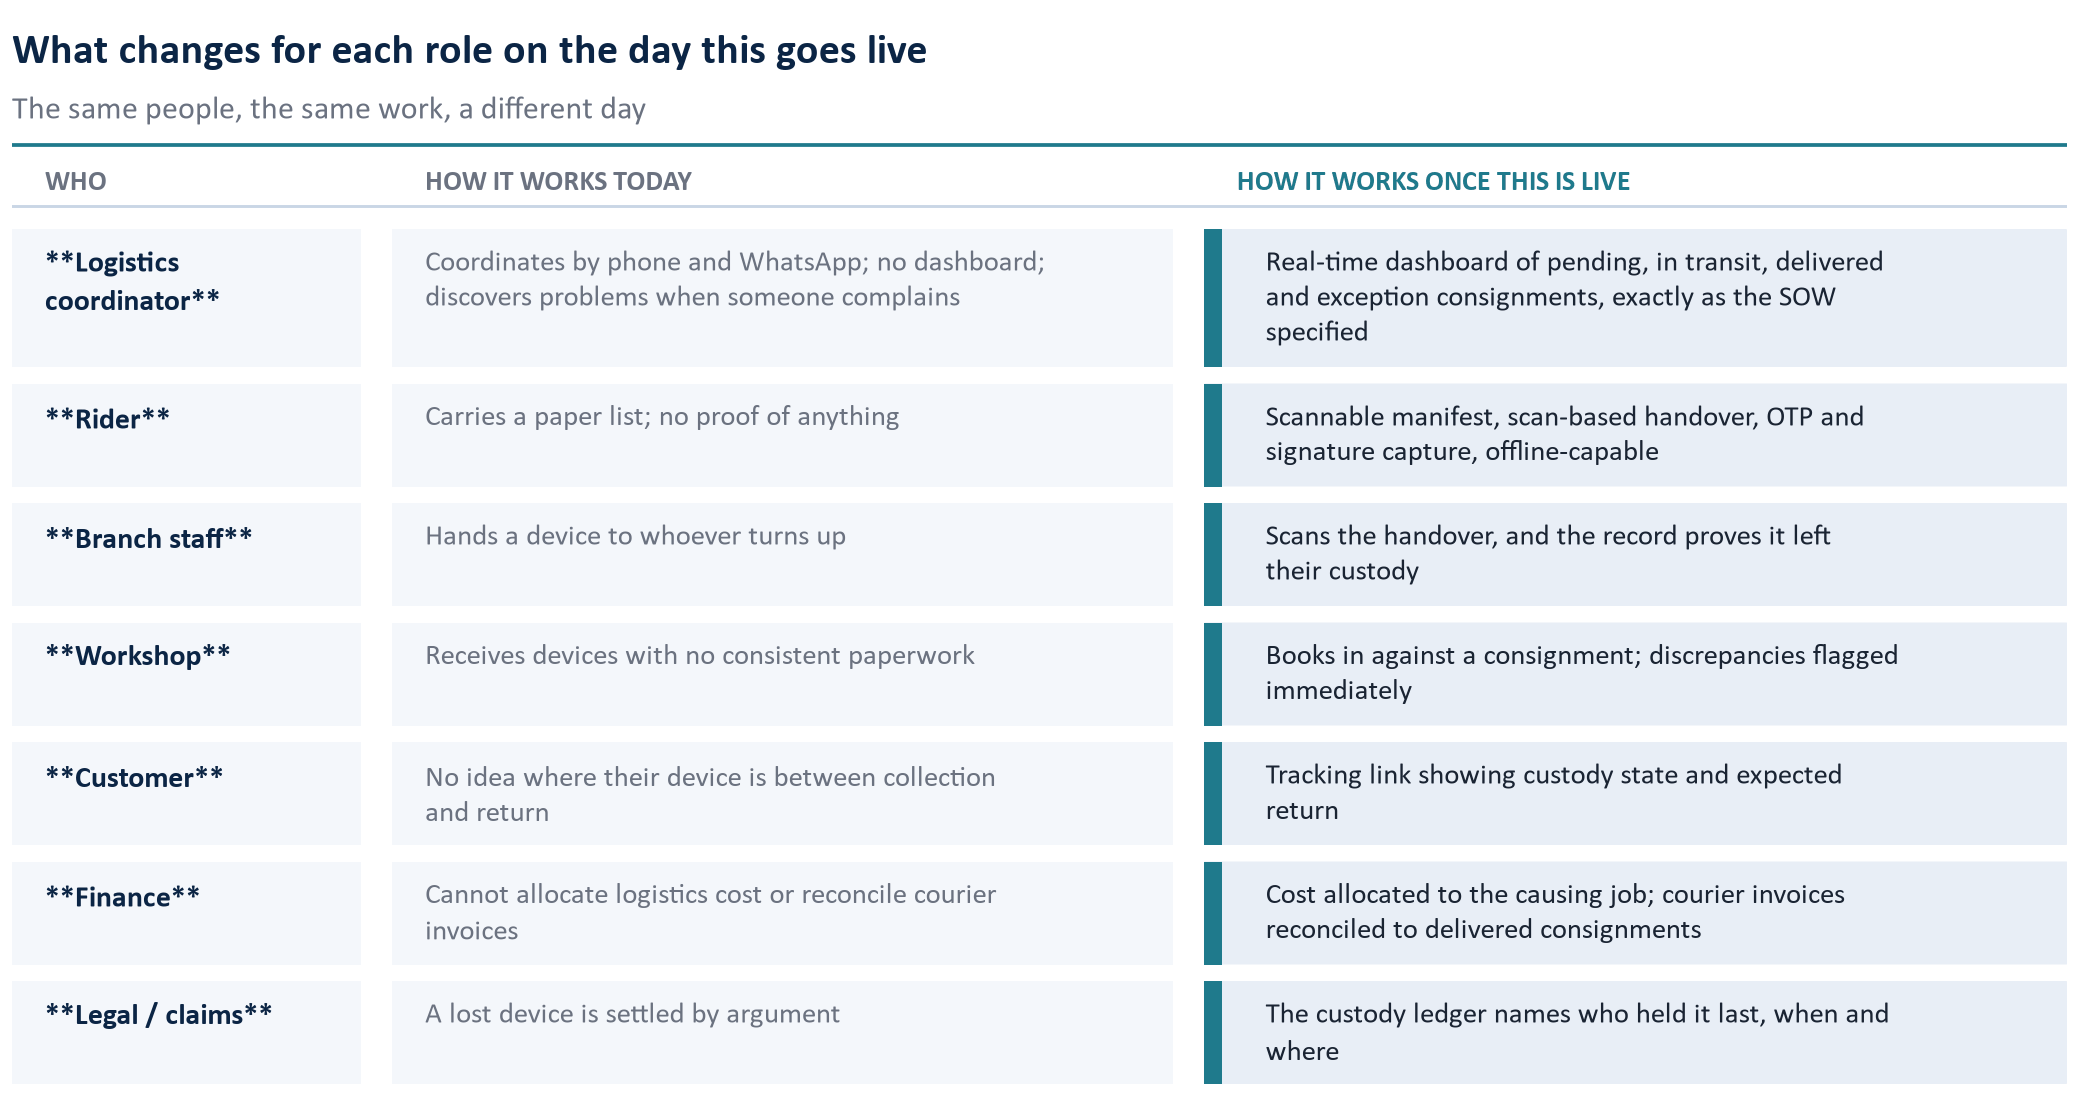 What changes for each role on the day this goes live
The same people, the same work, a different day
WHO
HOW IT WORKS TODAY
HOW IT WORKS ONCE THIS IS LIVE
**Logistics
coordinator**
Coordinates by phone and WhatsApp; no dashboard;
discovers problems when someone complains
Real-time dashboard of pending, in transit, delivered
and exception consignments, exactly as the SOW
specified
**Rider**
Carries a paper list; no proof of anything
Scannable manifest, scan-based handover, OTP and
signature capture, offline-capable
**Branch staff**
Hands a device to whoever turns up
Scans the handover, and the record proves it left
their custody
**Workshop**
Receives devices with no consistent paperwork
Books in against a consignment; discrepancies flagged
immediately
**Customer**
No idea where their device is between collection
and return
Tracking link showing custody state and expected
return
**Finance**
Cannot allocate logistics cost or reconcile courier
invoices
Cost allocated to the causing job; courier invoices
reconciled to delivered consignments
**Legal / claims**
A lost device is settled by argument
The custody ledger names who held it last, when and
where